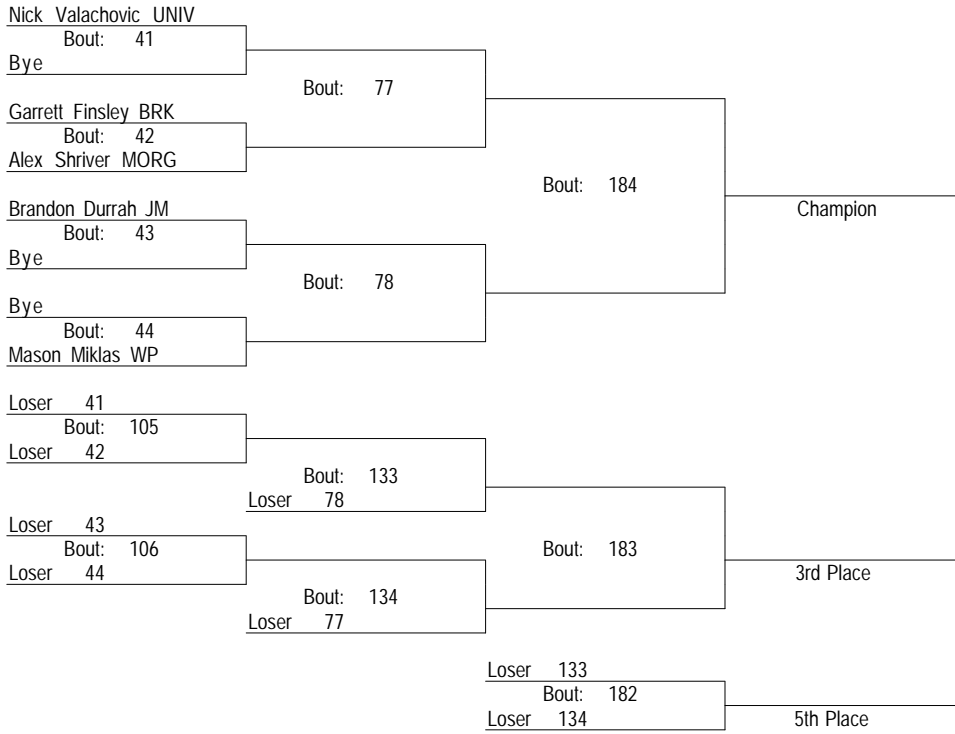 Nick Valachovic UNIV
Bout: 41
Bye
Bout: 77
Garrett Finsley BRK
Bout: 42
Alex Shriver MORG
Bout: 184
Champion
Brandon Durrah JM
Bout: 43
Bye
Bout: 78
Bye
Bout: 44
Mason Miklas WP
Loser 41
Bout: 105
Loser 42
Bout: 133
Loser 78
Loser 43
Bout: 106
Loser 44
Bout: 183
3rd Place
Bout: 134
Loser 77
Loser 133
Bout: 182
Loser 134
5th Place